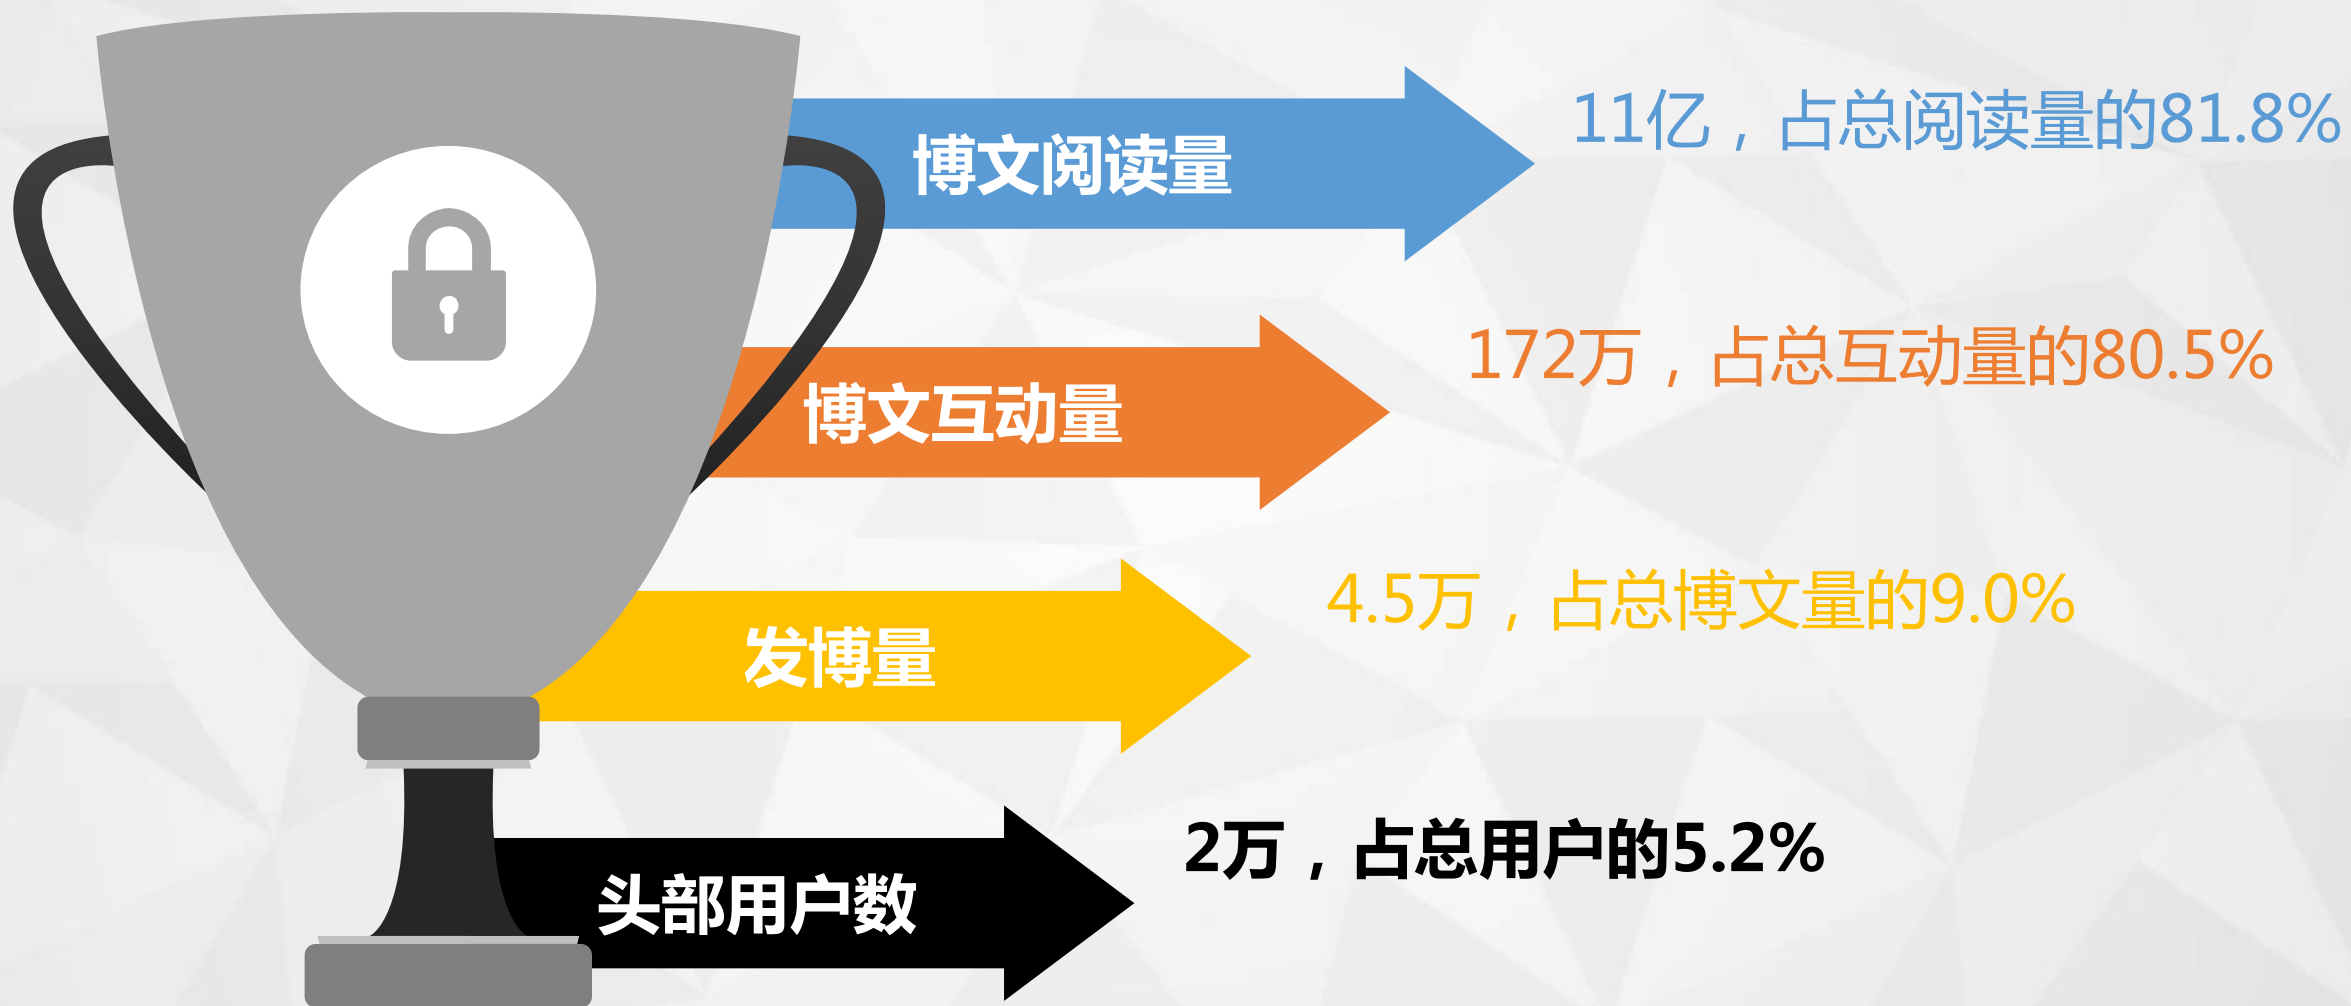 博文阅读量
11亿，占总阅读量的81.8%
博文互动量
172万，占总互动量的80.5%
发博量
4.5万，占总博文量的9.0%
头部用户数
2万，占总用户的5.2%